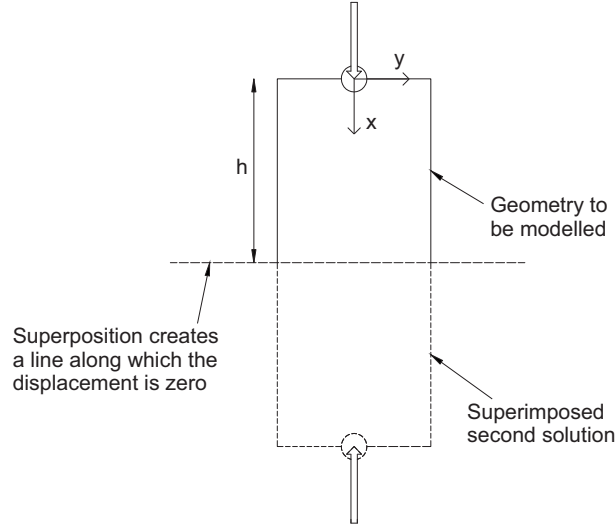 y
x
h
Geometry to
be modelled
Superposition creates
a line along which the
displacement is zero
Superimposed
second solution